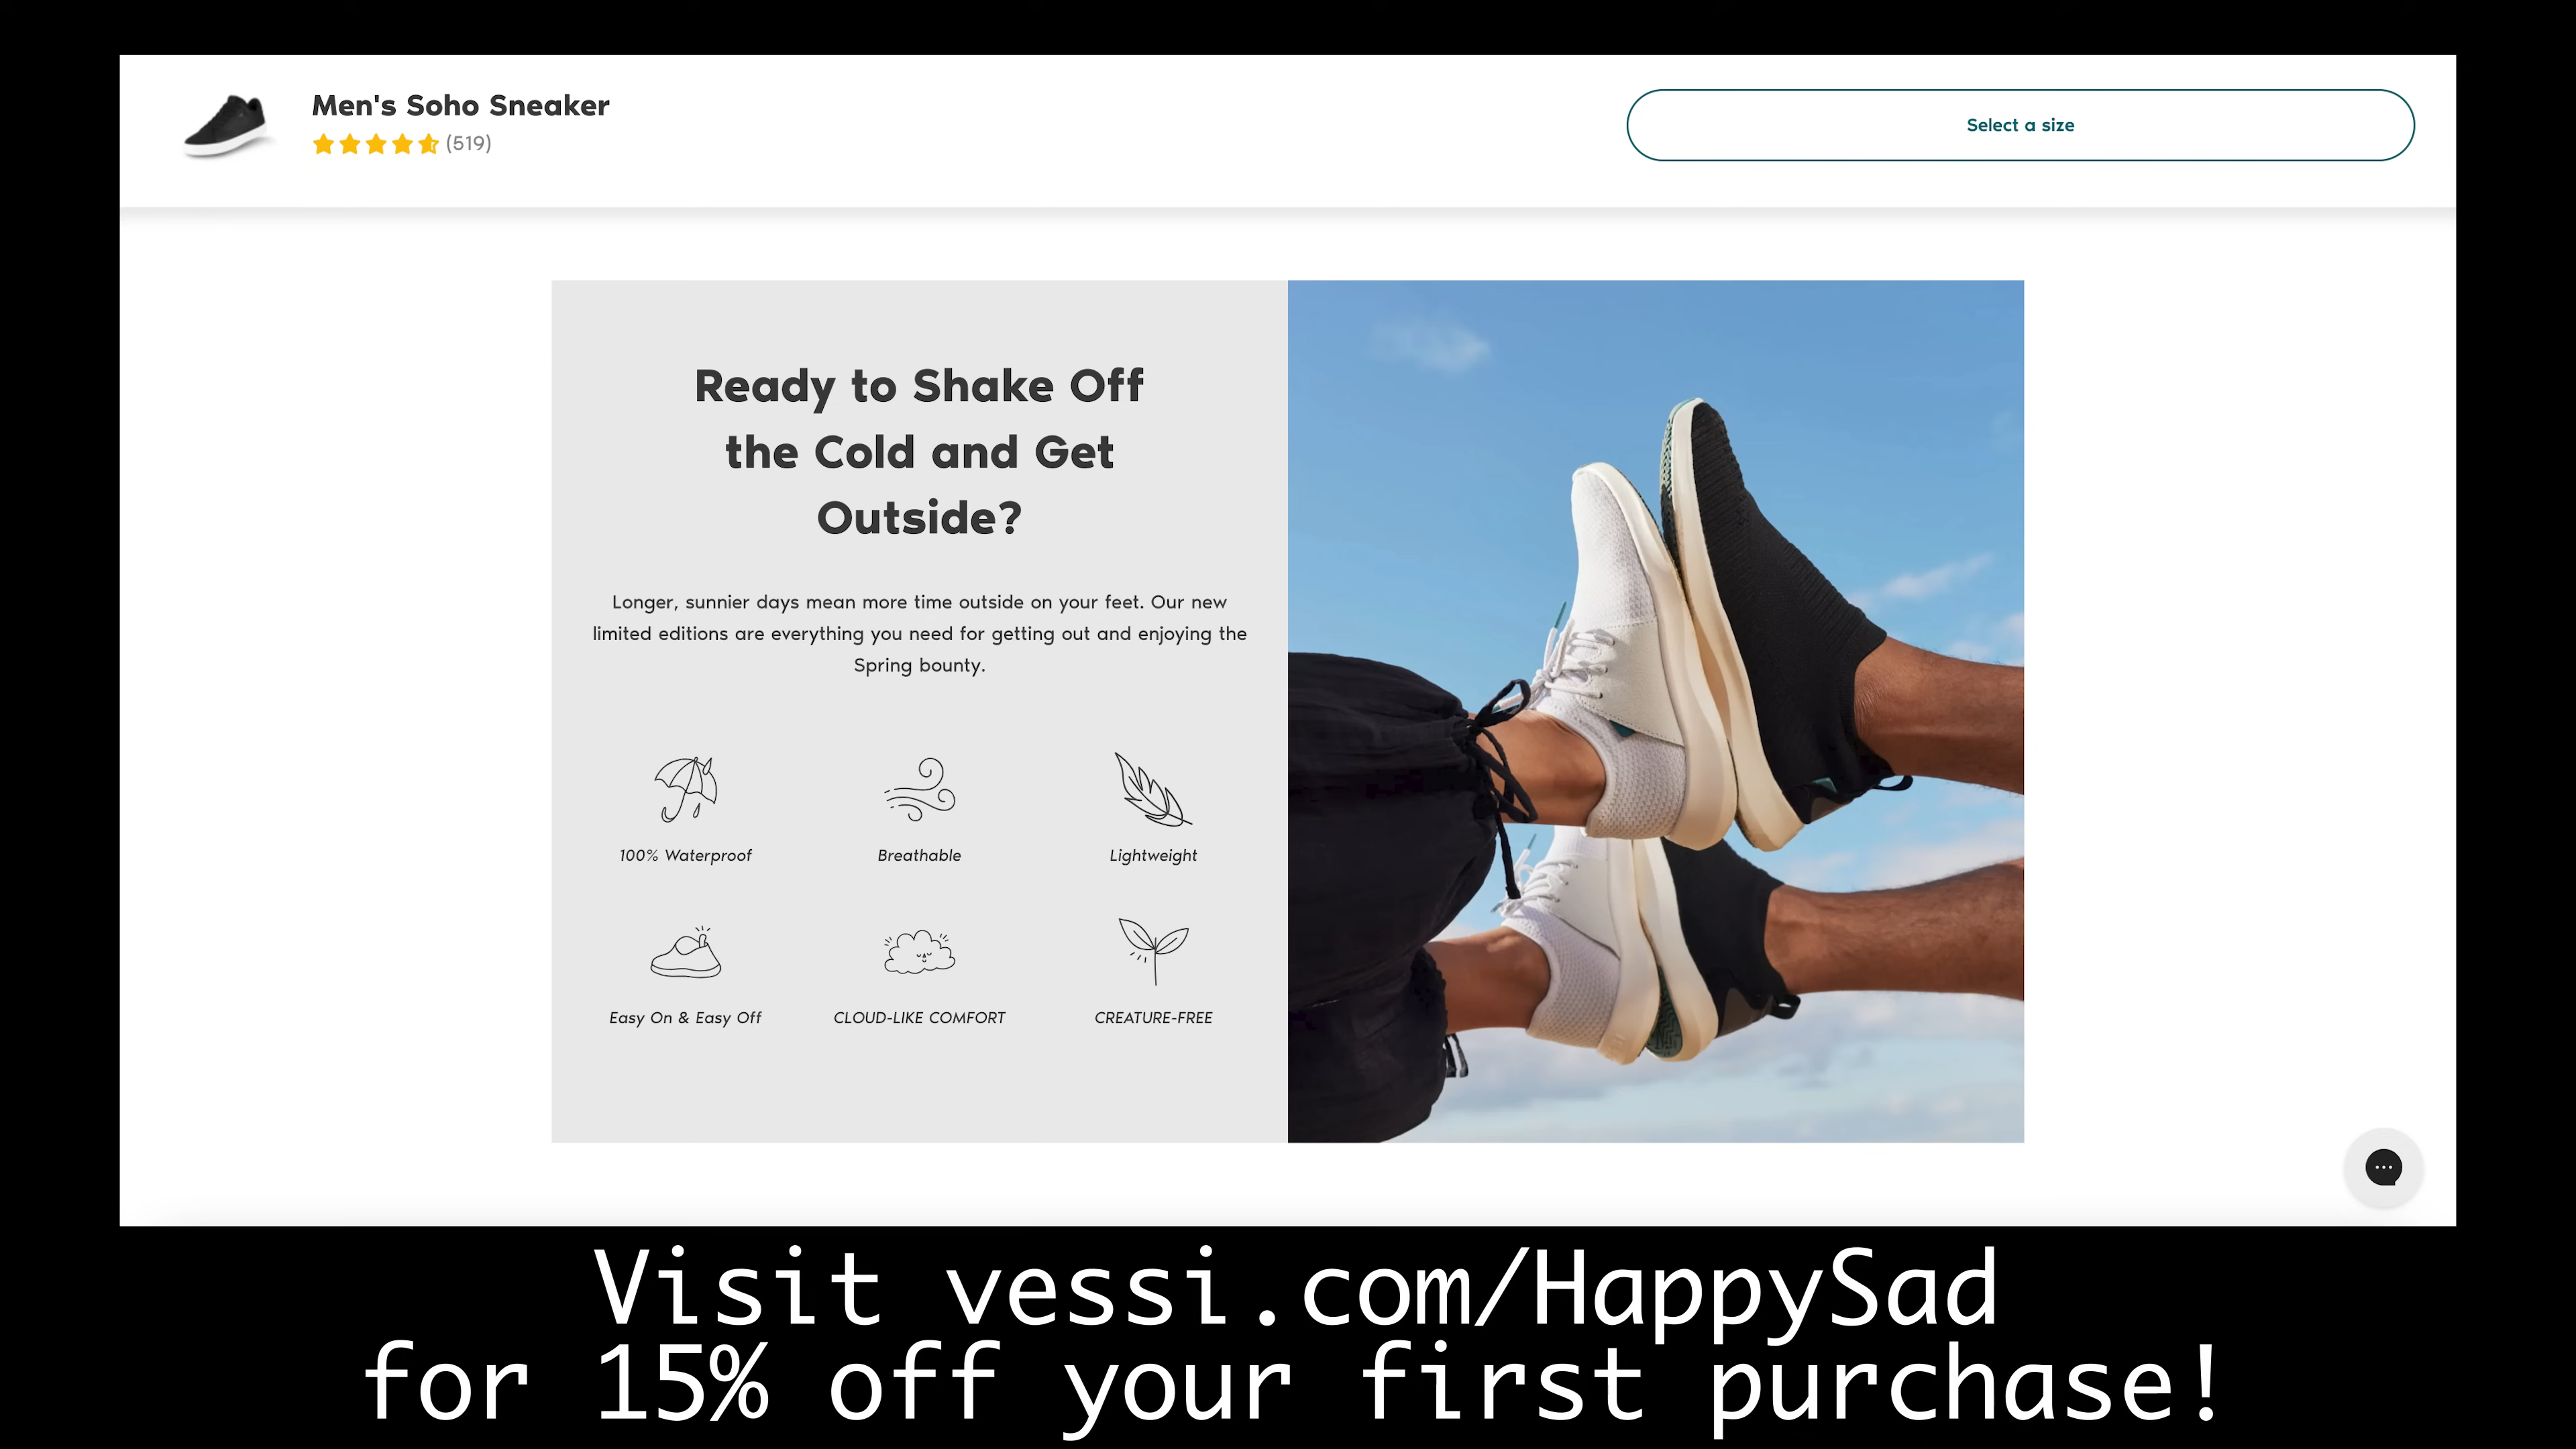 Men's Soho Sneaker
(519)
Select a size
Ready to Shake Off
the Cold and Get
Outside?
Longer, sunnier days mean more time outside on your feet. Our new
limited editions are everything you need for getting out and enjoying the
Spring bounty.
100% Waterproof
Breathable
Lightweight
Easy On & Easy Off
CLOUD-LIKE COMFORT
CREATURE-FREE
Visit vessi.com/HappySad
for 15% off your first purchase!